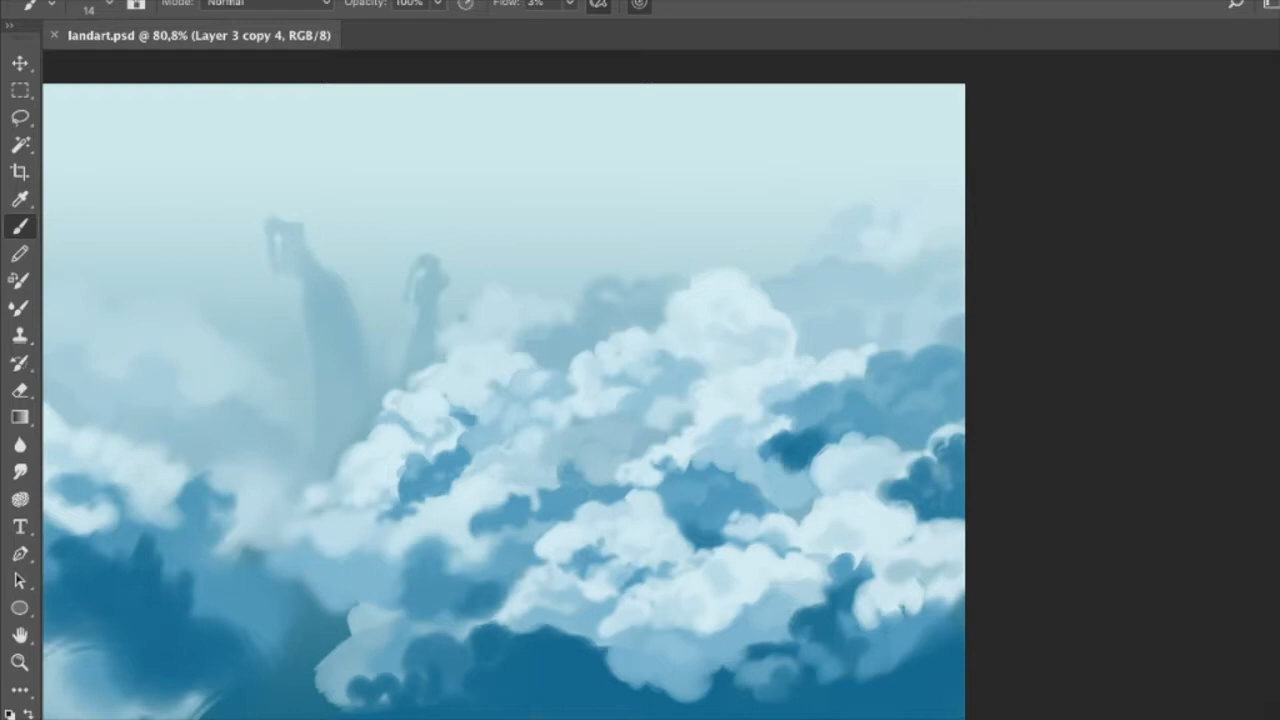 14 Mode: Normal Opacity: 100% Flow: 3%
× landart.psd @ 80,8% (Layer 3 copy 4, RGB/8)